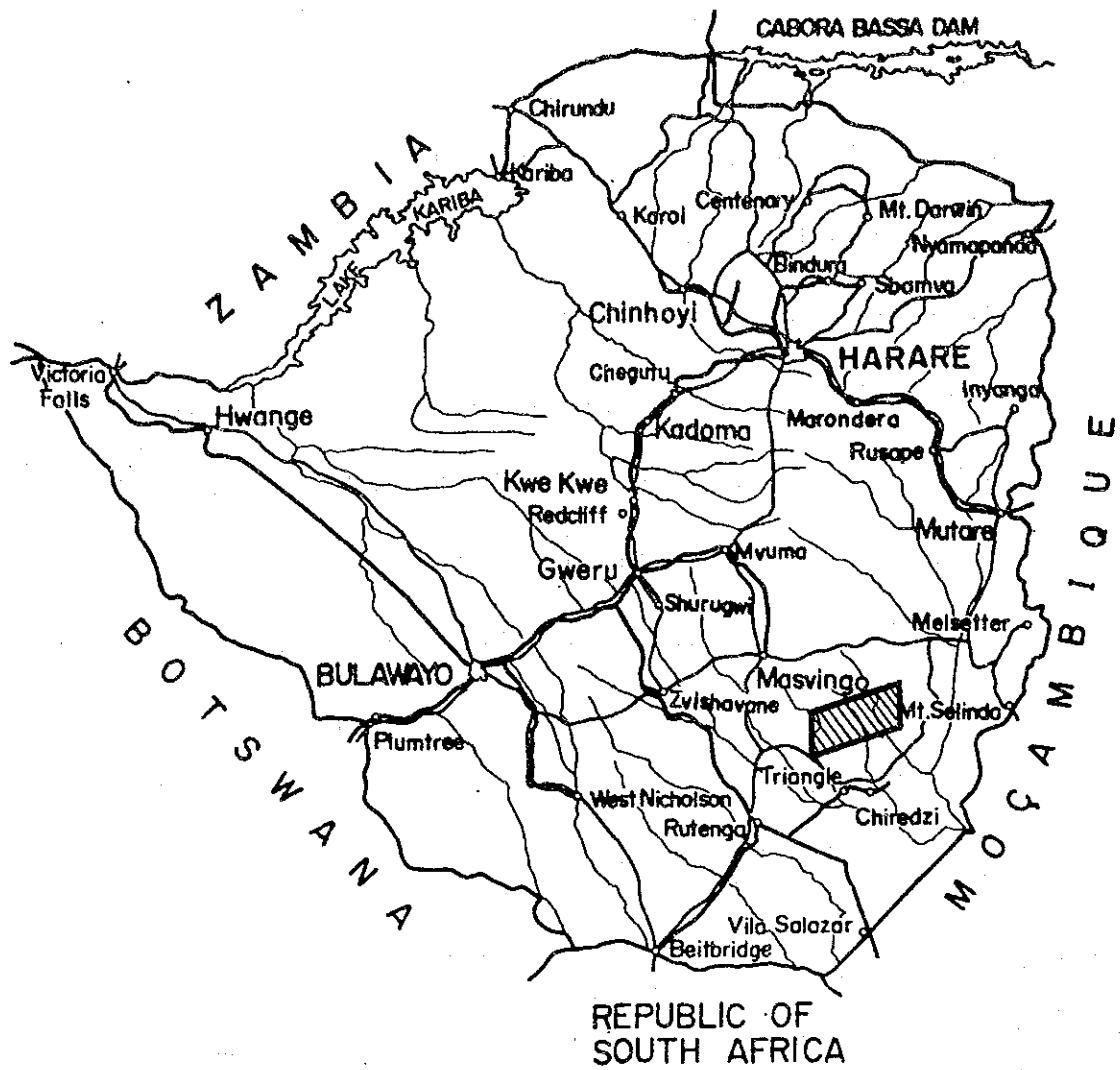 CABORA BASSA DAM
Chirundu
ZAMBIA
Kariba
LAKE KARIBA
Karoi
Centenary
Mt. Darwin
Nyamapanda
Bindura
Shamva
Chinhoyi
HARARE
Victoria
Falls
Chegutu
Inyanga
Hwange
Kadoma
Marondera
Rusape
Kwe Kwe
Redcliff
Mutare
Gweru
Mvuma
Shurugwi
Melsetter
MOÇAMBIQUE
BOTSWANA
BULAWAYO
Masvingo
Zvishavane
Mt. Selinda
Plumtree
Triangle
West Nicholson
Chiredzi
Rutenga
Vila Salazar
Beitbridge
REPUBLIC OF
SOUTH AFRICA